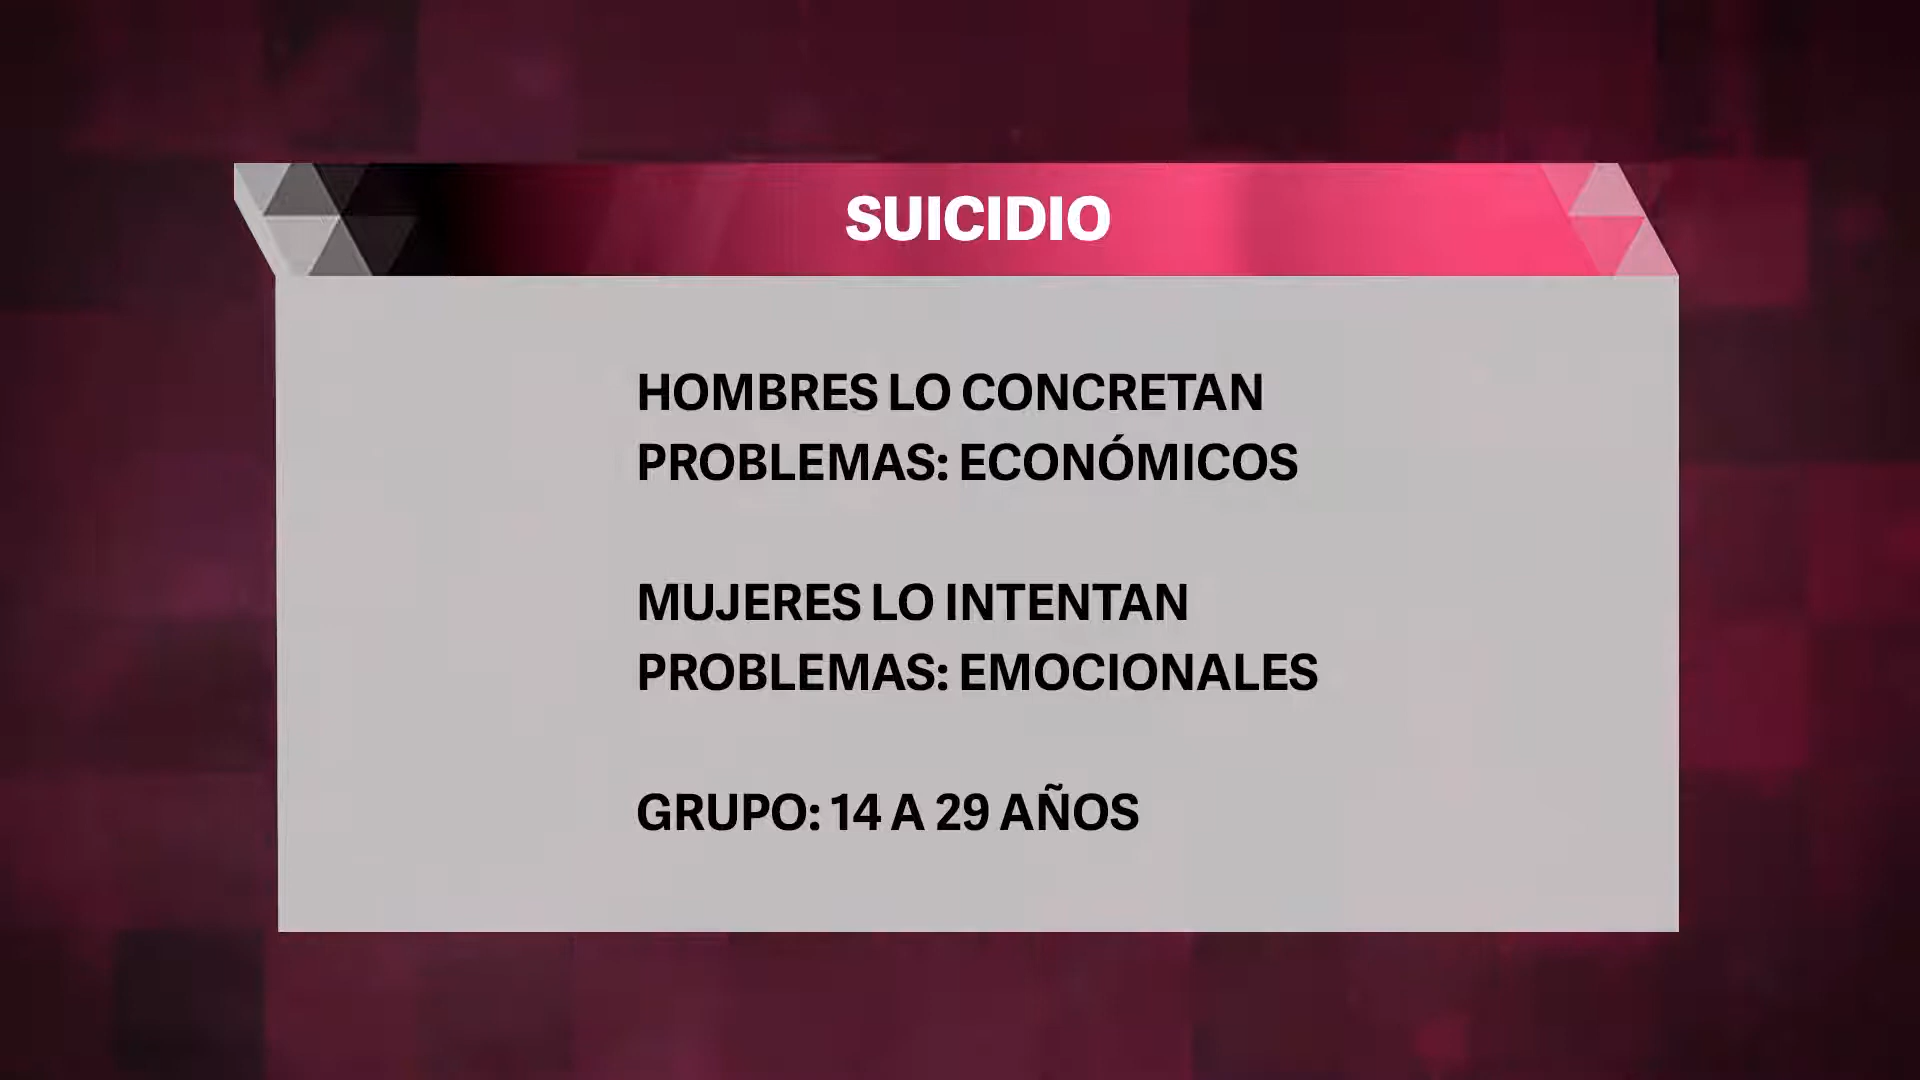 SUICIDIO
HOMBRES LO CONCRETAN
PROBLEMAS: ECONÓMICOS
MUJERES LO INTENTAN
PROBLEMAS: EMOCIONALES
GRUPO: 14 A 29 AÑOS